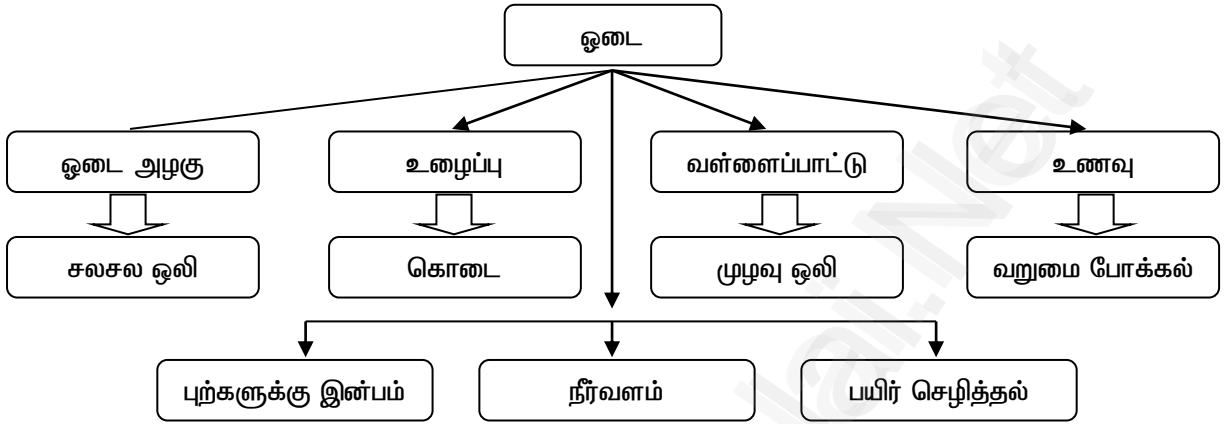 ஓடை
ஓடை அழகு
உழைப்பு
வள்ளைப்பாட்டு
உணவு
சலசல ஒலி
கொடை
முழவு ஒலி
வறுமை போக்கல்
புற்களுக்கு இன்பம்
நீர்வளம்
பயிர் செழித்தல்